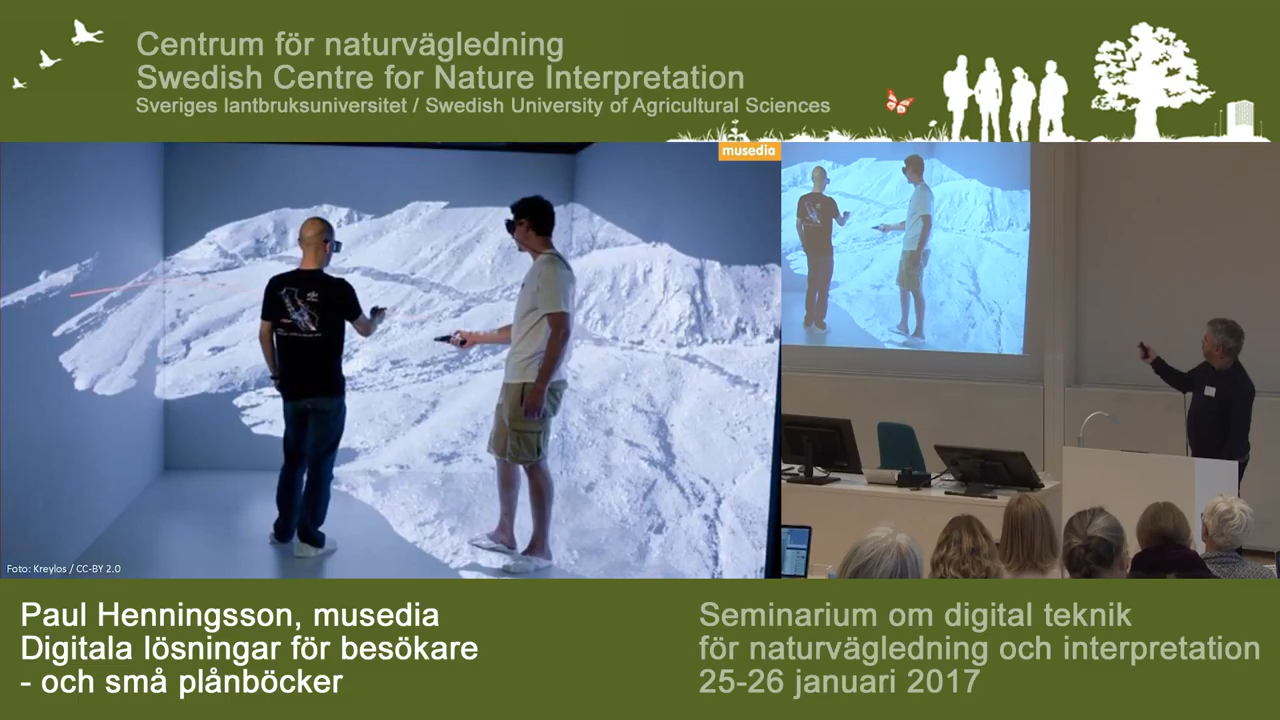 Centrum för naturvägledning
Swedish Centre for Nature Interpretation
Sveriges lantbruksuniversitet / Swedish University of Agricultural Sciences
musedia
Foto: Kreylos / CC-BY 2.0
Paul Henningsson, musedia
Digitala lösningar för besökare
- och små plånböcker
Seminarium om digital teknik
för naturvägledning och interpretation
25-26 januari 2017